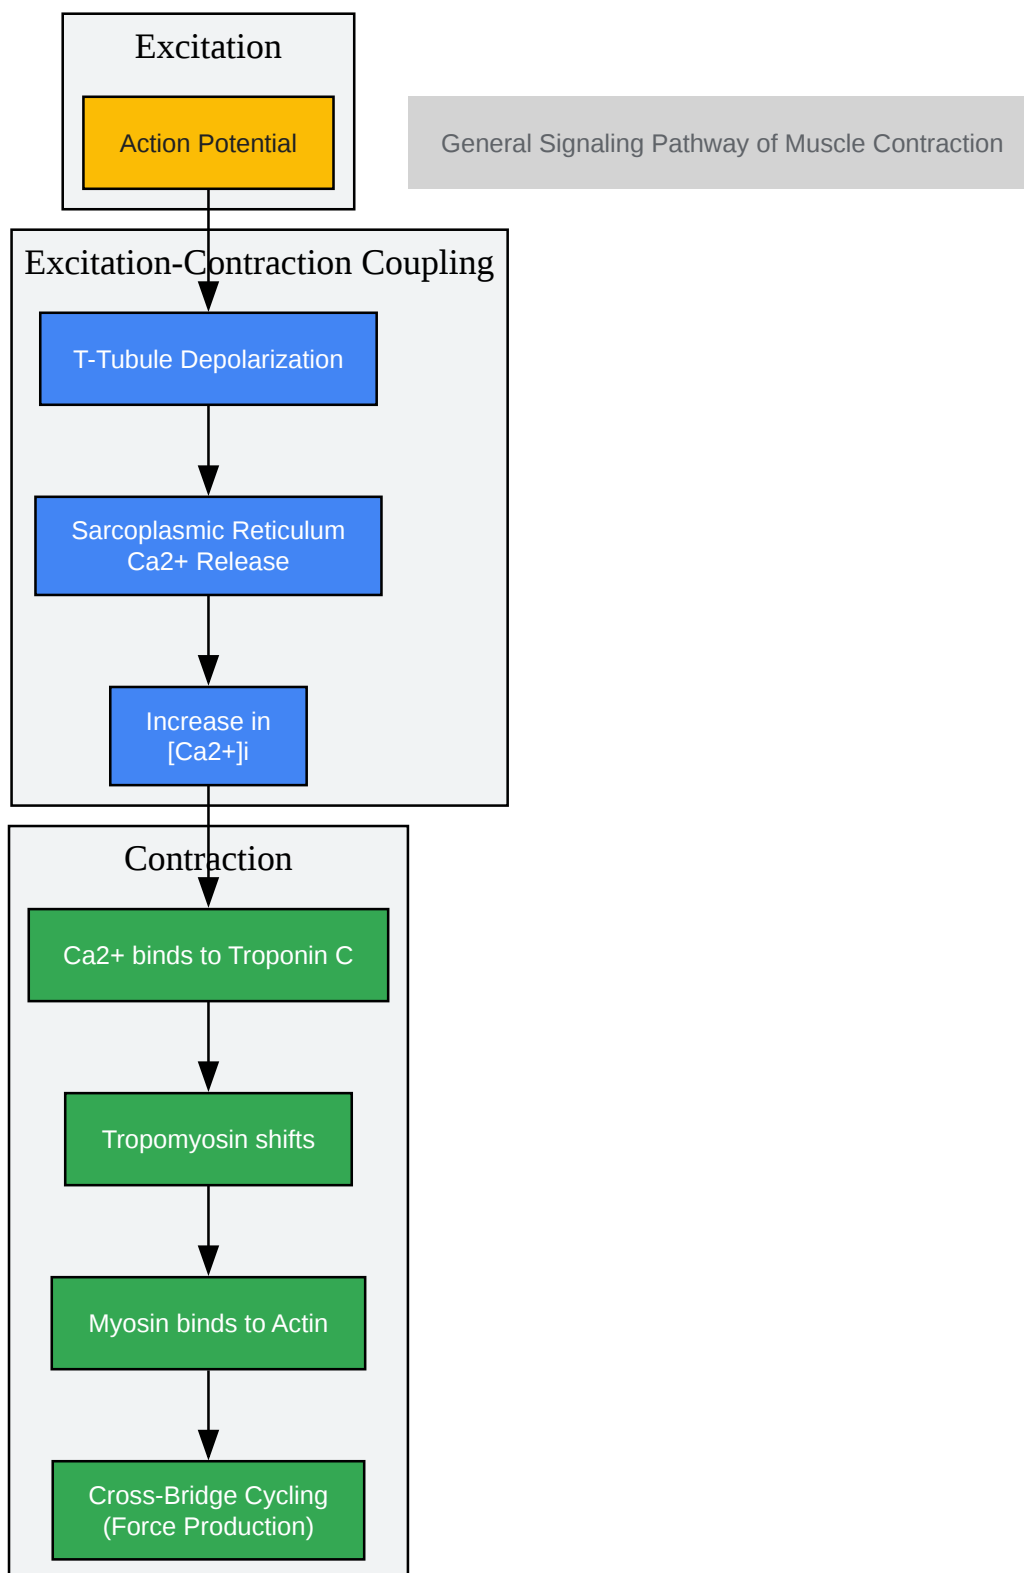 Excitation
Action Potential
General Signaling Pathway of Muscle Contraction
Excitation-Contraction Coupling
T-Tubule Depolarization
Sarcoplasmic Reticulum
Ca2+ Release
Increase in
[Ca2+]i
Contraction
Ca2+ binds to Troponin C
Tropomyosin shifts
Myosin binds to Actin
Cross-Bridge Cycling
(Force Production)